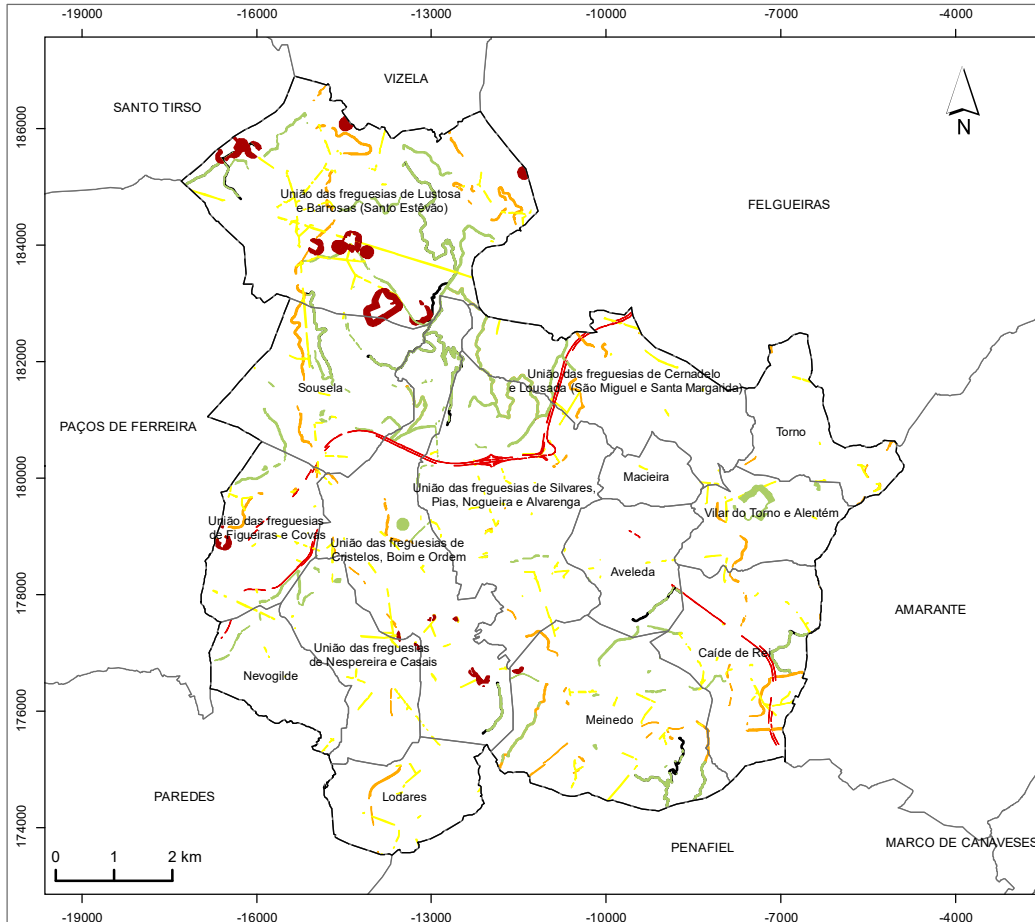 -19000 -16000 -13000 -10000 -7000 -4000
VIZELA
SANTO TIRSO
N
186000
União das freguesias de Lustosa
e Barrosas (Santo Estêvão)
FELGUEIRAS
184000
182000
União das freguesias de Cernadelo
e Lousada (São Miguel e Santa Margarida)
Sousela
PAÇOS DE FERREIRA
Torno
180000
Macieira
União das freguesias de Silvares,
Pias, Nogueira e Alvarenga
Vilar do Torno e Alentém
União das freguesias
de Figueiras e Covas
União das freguesias de
Cristelos, Boim e Ordem
Aveleda
178000
AMARANTE
União das freguesias
de Nespereira e Casais
Caíde de Rei
Nevogilde
176000
Meinedo
PAREDES
Lodares
174000
PENAFIEL
MARCO DE CANAVESES
0 1 2 km
-19000 -16000 -13000 -10000 -7000 -4000